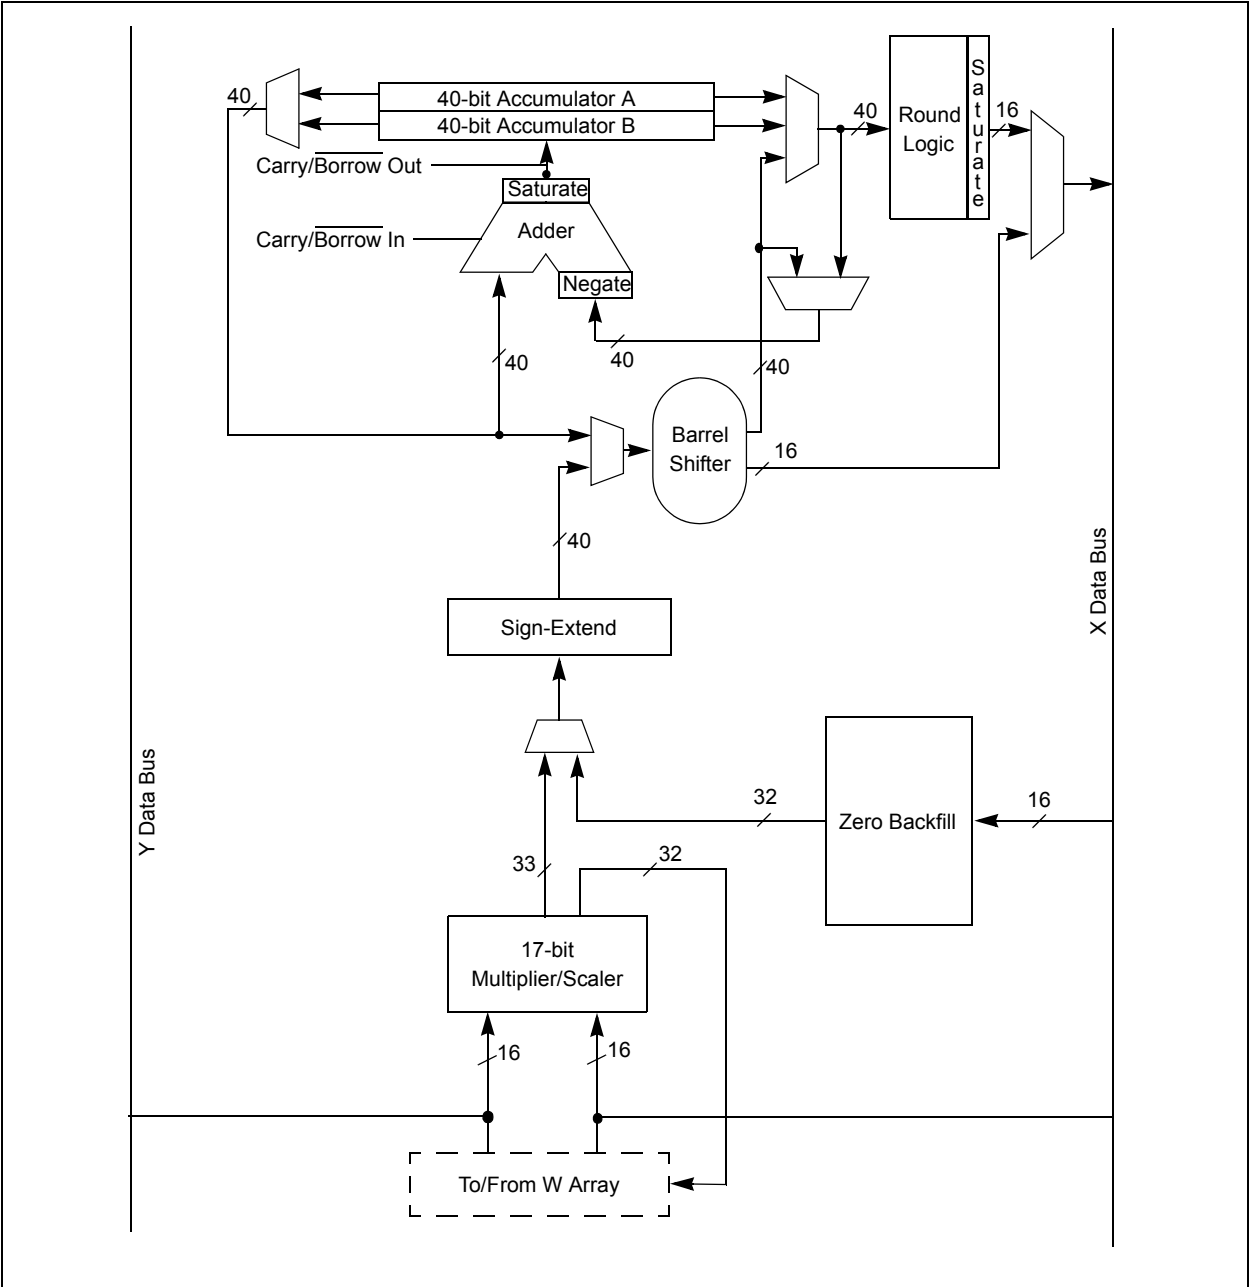 40
40-bit Accumulator A
40-bit Accumulator B
40
Round
Logic
Saturate
16
Carry/Borrow Out
Saturate
Carry/Borrow In
Adder
Negate
40
40
40
Barrel
Shifter
16
40
Sign-Extend
X Data Bus
Y Data Bus
33
32
32
Zero Backfill
16
17-bit
Multiplier/Scaler
16
16
To/From W Array